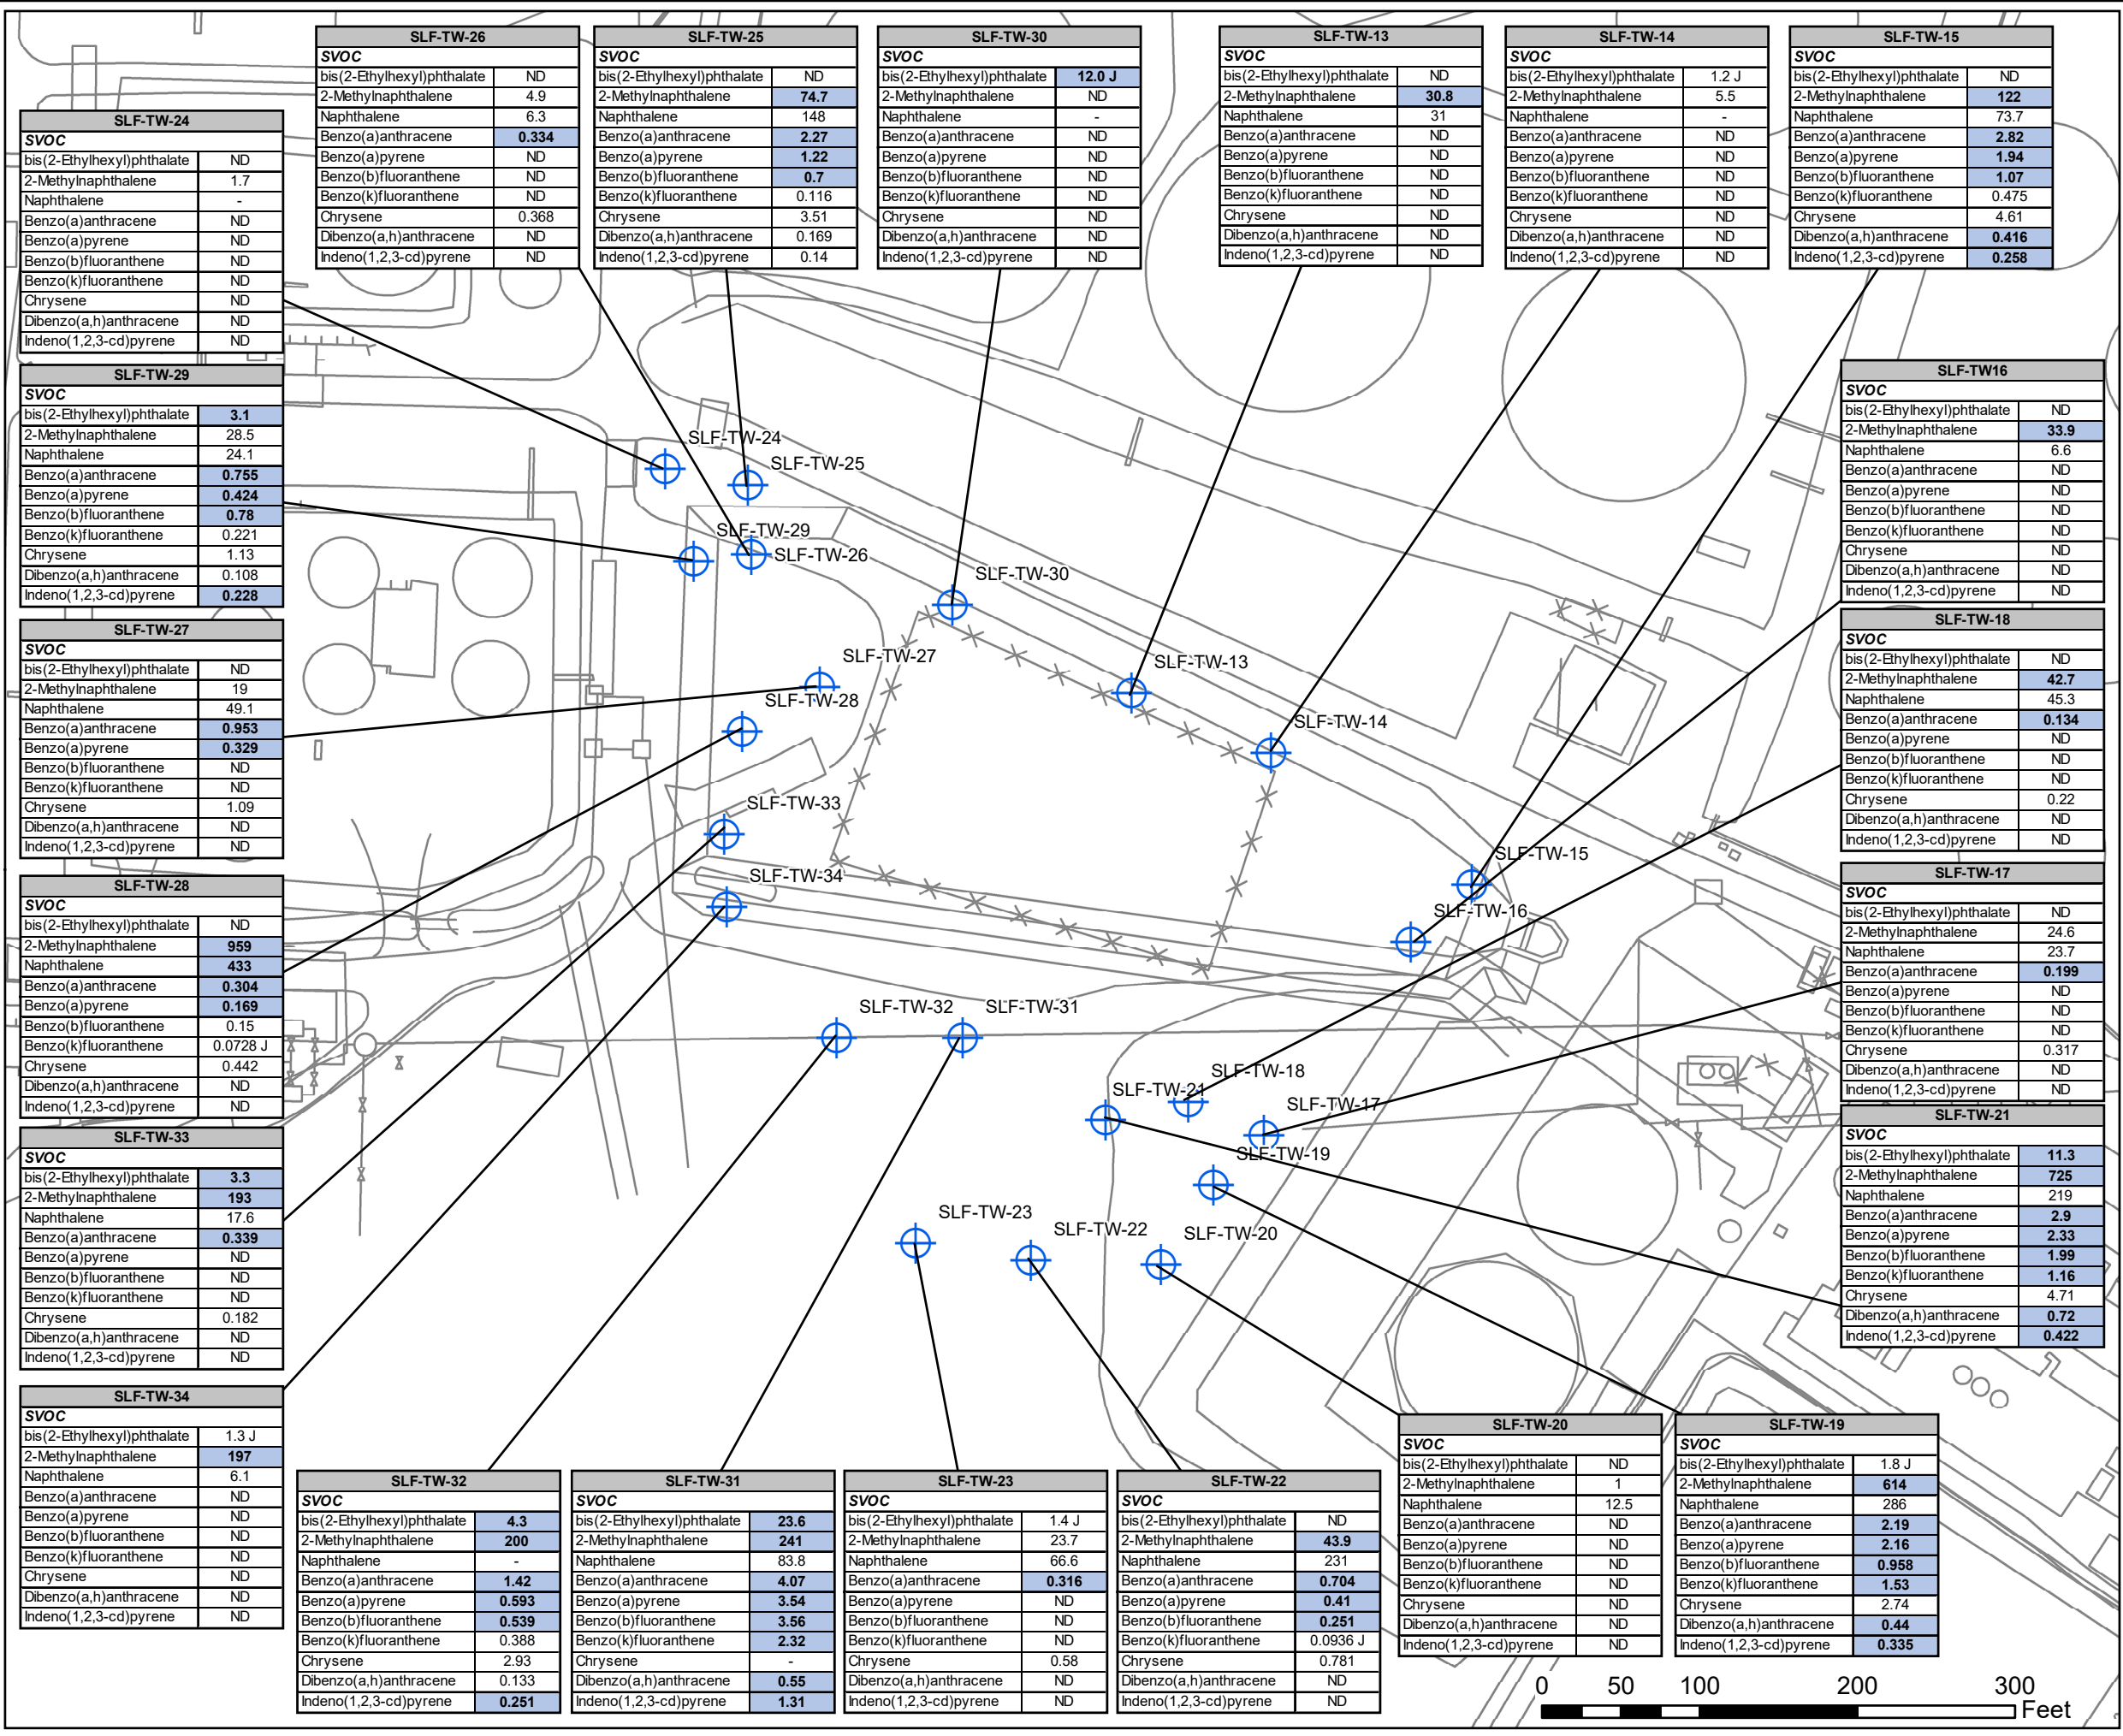 SLF-TW-26
SVOC
bis(2-Ethylhexyl)phthalate ND
2-Methylnaphthalene 4.9
Naphthalene 6.3
Benzo(a)anthracene 0.334
Benzo(a)pyrene ND
Benzo(b)fluoranthene ND
Benzo(k)fluoranthene ND
Chrysene 0.368
Dibenzo(a,h)anthracene ND
Indeno(1,2,3-cd)pyrene ND
SLF-TW-25
SVOC
bis(2-Ethylhexyl)phthalate ND
2-Methylnaphthalene 74.7
Naphthalene 148
Benzo(a)anthracene 2.27
Benzo(a)pyrene 1.22
Benzo(b)fluoranthene 0.7
Benzo(k)fluoranthene 0.116
Chrysene 3.51
Dibenzo(a,h)anthracene 0.169
Indeno(1,2,3-cd)pyrene 0.14
SLF-TW-30
SVOC
bis(2-Ethylhexyl)phthalate 12.0 J
2-Methylnaphthalene ND
Naphthalene -
Benzo(a)anthracene ND
Benzo(a)pyrene ND
Benzo(b)fluoranthene ND
Benzo(k)fluoranthene ND
Chrysene ND
Dibenzo(a,h)anthracene ND
Indeno(1,2,3-cd)pyrene ND
SLF-TW-13
SVOC
bis(2-Ethylhexyl)phthalate ND
2-Methylnaphthalene 30.8
Naphthalene 31
Benzo(a)anthracene ND
Benzo(a)pyrene ND
Benzo(b)fluoranthene ND
Benzo(k)fluoranthene ND
Chrysene ND
Dibenzo(a,h)anthracene ND
Indeno(1,2,3-cd)pyrene ND
SLF-TW-14
SVOC
bis(2-Ethylhexyl)phthalate 1.2 J
2-Methylnaphthalene 5.5
Naphthalene -
Benzo(a)anthracene ND
Benzo(a)pyrene ND
Benzo(b)fluoranthene ND
Benzo(k)fluoranthene ND
Chrysene ND
Dibenzo(a,h)anthracene ND
Indeno(1,2,3-cd)pyrene ND
SLF-TW-15
SVOC
bis(2-Ethylhexyl)phthalate ND
2-Methylnaphthalene 122
Naphthalene 73.7
Benzo(a)anthracene 2.82
Benzo(a)pyrene 1.94
Benzo(b)fluoranthene 1.07
Benzo(k)fluoranthene 0.475
Chrysene 4.61
Dibenzo(a,h)anthracene 0.416
Indeno(1,2,3-cd)pyrene 0.258
SLF-TW-24
SVOC
bis(2-Ethylhexyl)phthalate ND
2-Methylnaphthalene 1.7
Naphthalene -
Benzo(a)anthracene ND
Benzo(a)pyrene ND
Benzo(b)fluoranthene ND
Benzo(k)fluoranthene ND
Chrysene ND
Dibenzo(a,h)anthracene ND
Indeno(1,2,3-cd)pyrene ND
SLF-TW-29
SVOC
bis(2-Ethylhexyl)phthalate 3.1
2-Methylnaphthalene 28.5
Naphthalene 24.1
Benzo(a)anthracene 0.755
Benzo(a)pyrene 0.424
Benzo(b)fluoranthene 0.78
Benzo(k)fluoranthene 0.221
Chrysene 1.13
Dibenzo(a,h)anthracene 0.108
Indeno(1,2,3-cd)pyrene 0.228
SLF-TW-27
SVOC
bis(2-Ethylhexyl)phthalate ND
2-Methylnaphthalene 19
Naphthalene 49.1
Benzo(a)anthracene 0.953
Benzo(a)pyrene 0.329
Benzo(b)fluoranthene ND
Benzo(k)fluoranthene ND
Chrysene 1.09
Dibenzo(a,h)anthracene ND
Indeno(1,2,3-cd)pyrene ND
SLF-TW-28
SVOC
bis(2-Ethylhexyl)phthalate ND
2-Methylnaphthalene 959
Naphthalene 433
Benzo(a)anthracene 0.304
Benzo(a)pyrene 0.169
Benzo(b)fluoranthene 0.15
Benzo(k)fluoranthene 0.0728 J
Chrysene 0.442
Dibenzo(a,h)anthracene ND
Indeno(1,2,3-cd)pyrene ND
SLF-TW-33
SVOC
bis(2-Ethylhexyl)phthalate 3.3
2-Methylnaphthalene 193
Naphthalene 17.6
Benzo(a)anthracene 0.339
Benzo(a)pyrene ND
Benzo(b)fluoranthene ND
Benzo(k)fluoranthene ND
Chrysene 0.182
Dibenzo(a,h)anthracene ND
Indeno(1,2,3-cd)pyrene ND
SLF-TW-34
SVOC
bis(2-Ethylhexyl)phthalate 1.3 J
2-Methylnaphthalene 197
Naphthalene 6.1
Benzo(a)anthracene ND
Benzo(a)pyrene ND
Benzo(b)fluoranthene ND
Benzo(k)fluoranthene ND
Chrysene ND
Dibenzo(a,h)anthracene ND
Indeno(1,2,3-cd)pyrene ND
SLF-TW-24
SLF-TW-25
SLF-TW-29
SLF-TW-26
SLF-TW-30
SLF-TW-27
SLF-TW-13
SLF-TW-28
SLF-TW-14
SLF-TW-33
SLF-TW-15
SLF-TW-34
SLF-TW-16
SLF-TW-32
SLF-TW-31
SLF-TW-18
SLF-TW-21
SLF-TW-17
SLF-TW-19
SLF-TW-23
SLF-TW-22
SLF-TW-20
SLF-TW16
SVOC
bis(2-Ethylhexyl)phthalate ND
2-Methylnaphthalene 33.9
Naphthalene 6.6
Benzo(a)anthracene ND
Benzo(a)pyrene ND
Benzo(b)fluoranthene ND
Benzo(k)fluoranthene ND
Chrysene ND
Dibenzo(a,h)anthracene ND
Indeno(1,2,3-cd)pyrene ND
SLF-TW-18
SVOC
bis(2-Ethylhexyl)phthalate ND
2-Methylnaphthalene 42.7
Naphthalene 45.3
Benzo(a)anthracene 0.134
Benzo(a)pyrene ND
Benzo(b)fluoranthene ND
Benzo(k)fluoranthene ND
Chrysene 0.22
Dibenzo(a,h)anthracene ND
Indeno(1,2,3-cd)pyrene ND
SLF-TW-17
SVOC
bis(2-Ethylhexyl)phthalate ND
2-Methylnaphthalene 24.6
Naphthalene 23.7
Benzo(a)anthracene 0.199
Benzo(a)pyrene ND
Benzo(b)fluoranthene ND
Benzo(k)fluoranthene ND
Chrysene 0.317
Dibenzo(a,h)anthracene ND
Indeno(1,2,3-cd)pyrene ND
SLF-TW-21
SVOC
bis(2-Ethylhexyl)phthalate 11.3
2-Methylnaphthalene 725
Naphthalene 219
Benzo(a)anthracene 2.9
Benzo(a)pyrene 2.33
Benzo(b)fluoranthene 1.99
Benzo(k)fluoranthene 1.16
Chrysene 4.71
Dibenzo(a,h)anthracene 0.72
Indeno(1,2,3-cd)pyrene 0.422
SLF-TW-32
SVOC
bis(2-Ethylhexyl)phthalate 4.3
2-Methylnaphthalene 200
Naphthalene -
Benzo(a)anthracene 1.42
Benzo(a)pyrene 0.593
Benzo(b)fluoranthene 0.539
Benzo(k)fluoranthene 0.388
Chrysene 2.93
Dibenzo(a,h)anthracene 0.133
Indeno(1,2,3-cd)pyrene 0.251
SLF-TW-31
SVOC
bis(2-Ethylhexyl)phthalate 23.6
2-Methylnaphthalene 241
Naphthalene 83.8
Benzo(a)anthracene 4.07
Benzo(a)pyrene 3.54
Benzo(b)fluoranthene 3.56
Benzo(k)fluoranthene 2.32
Chrysene -
Dibenzo(a,h)anthracene 0.55
Indeno(1,2,3-cd)pyrene 1.31
SLF-TW-23
SVOC
bis(2-Ethylhexyl)phthalate 1.4 J
2-Methylnaphthalene 23.7
Naphthalene 66.6
Benzo(a)anthracene 0.316
Benzo(a)pyrene ND
Benzo(b)fluoranthene ND
Benzo(k)fluoranthene ND
Chrysene 0.58
Dibenzo(a,h)anthracene ND
Indeno(1,2,3-cd)pyrene ND
SLF-TW-22
SVOC
bis(2-Ethylhexyl)phthalate ND
2-Methylnaphthalene 43.9
Naphthalene 231
Benzo(a)anthracene 0.704
Benzo(a)pyrene 0.41
Benzo(b)fluoranthene 0.251
Benzo(k)fluoranthene 0.0936 J
Chrysene 0.781
Dibenzo(a,h)anthracene ND
Indeno(1,2,3-cd)pyrene ND
SLF-TW-20
SVOC
bis(2-Ethylhexyl)phthalate ND
2-Methylnaphthalene 1
Naphthalene 12.5
Benzo(a)anthracene ND
Benzo(a)pyrene ND
Benzo(b)fluoranthene ND
Benzo(k)fluoranthene ND
Chrysene ND
Dibenzo(a,h)anthracene ND
Indeno(1,2,3-cd)pyrene ND
SLF-TW-19
SVOC
bis(2-Ethylhexyl)phthalate 1.8 J
2-Methylnaphthalene 614
Naphthalene 286
Benzo(a)anthracene 2.19
Benzo(a)pyrene 2.16
Benzo(b)fluoranthene 0.958
Benzo(k)fluoranthene 1.53
Chrysene 2.74
Dibenzo(a,h)anthracene 0.44
Indeno(1,2,3-cd)pyrene 0.335
0 50 100 200 300
Feet